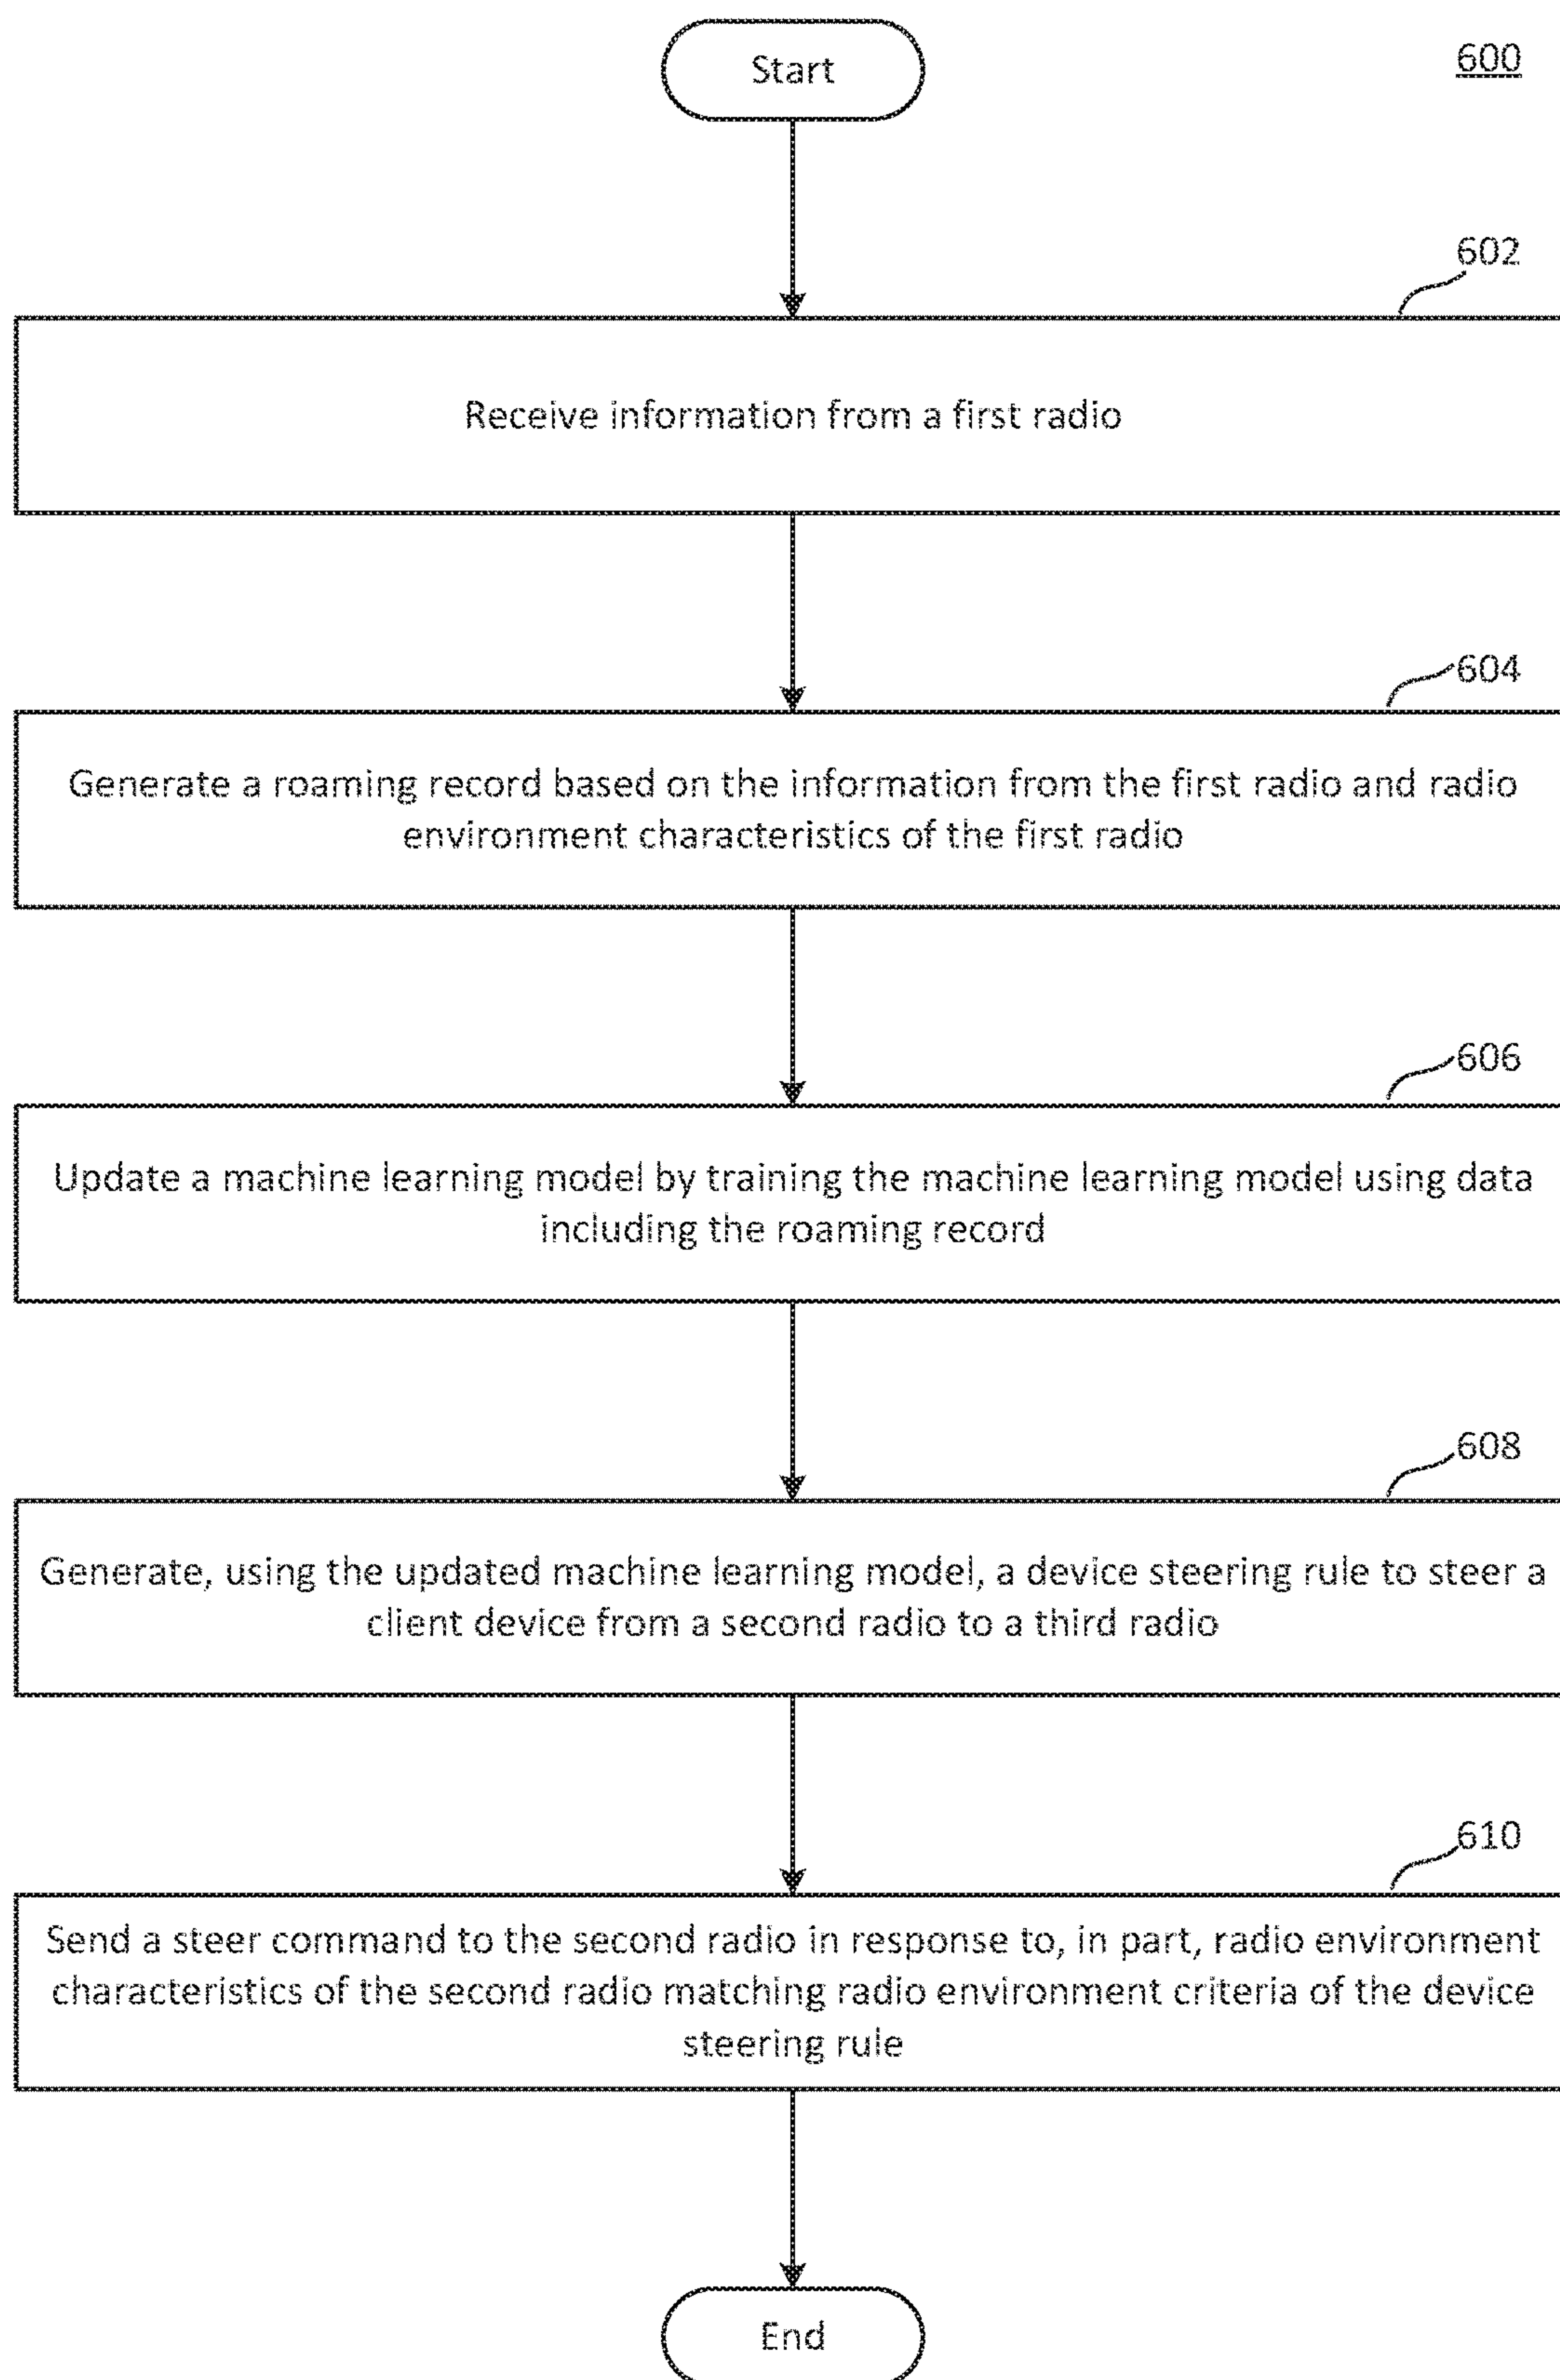 Start
600
602
Receive information from a first radio
604
Generate a roaming record based on the information from the first radio and radio
environment characteristics of the first radio
606
Update a machine learning model by training the machine learning model using data
including the roaming record
608
Generate, using the updated machine learning model, a device steering rule to steer a
client device from a second radio to a third radio
610
Send a steer command to the second radio in response to, in part, radio environment
characteristics of the second radio matching radio environment criteria of the device
steering rule
End